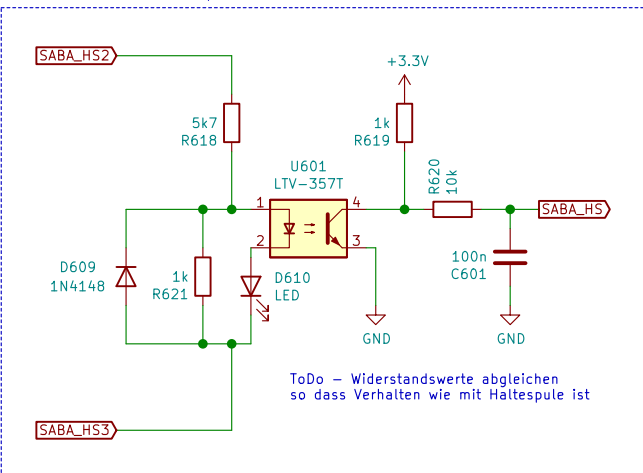 SABA_HS2
+3.3V
5k7
R618
1k
R619
U601
LTV-357T
R620
10k
1
4
SABA_HS
2
3
D609
1N4148
1k
R621
D610
LED
100n
C601
GND
GND
ToDo - Widerstandswerte abgleichen
so dass Verhalten wie mit Haltespule ist
SABA_HS3